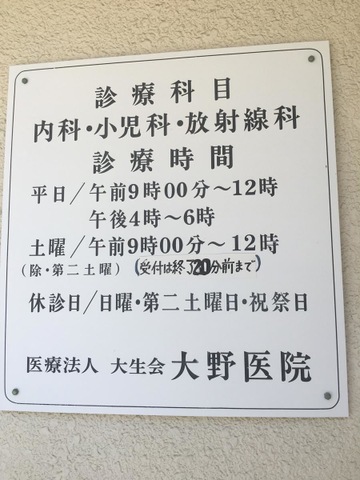 診療科目
内科・小児科・放射線科
診療時間
平日/午前9時00分〜12時
午後4時〜6時
土曜/午前9時00分〜12時
(除・第二土曜) (受付は終了20分前まで)
休診日/日曜・第二土曜日・祝祭日
医療法人 大生会 大野医院